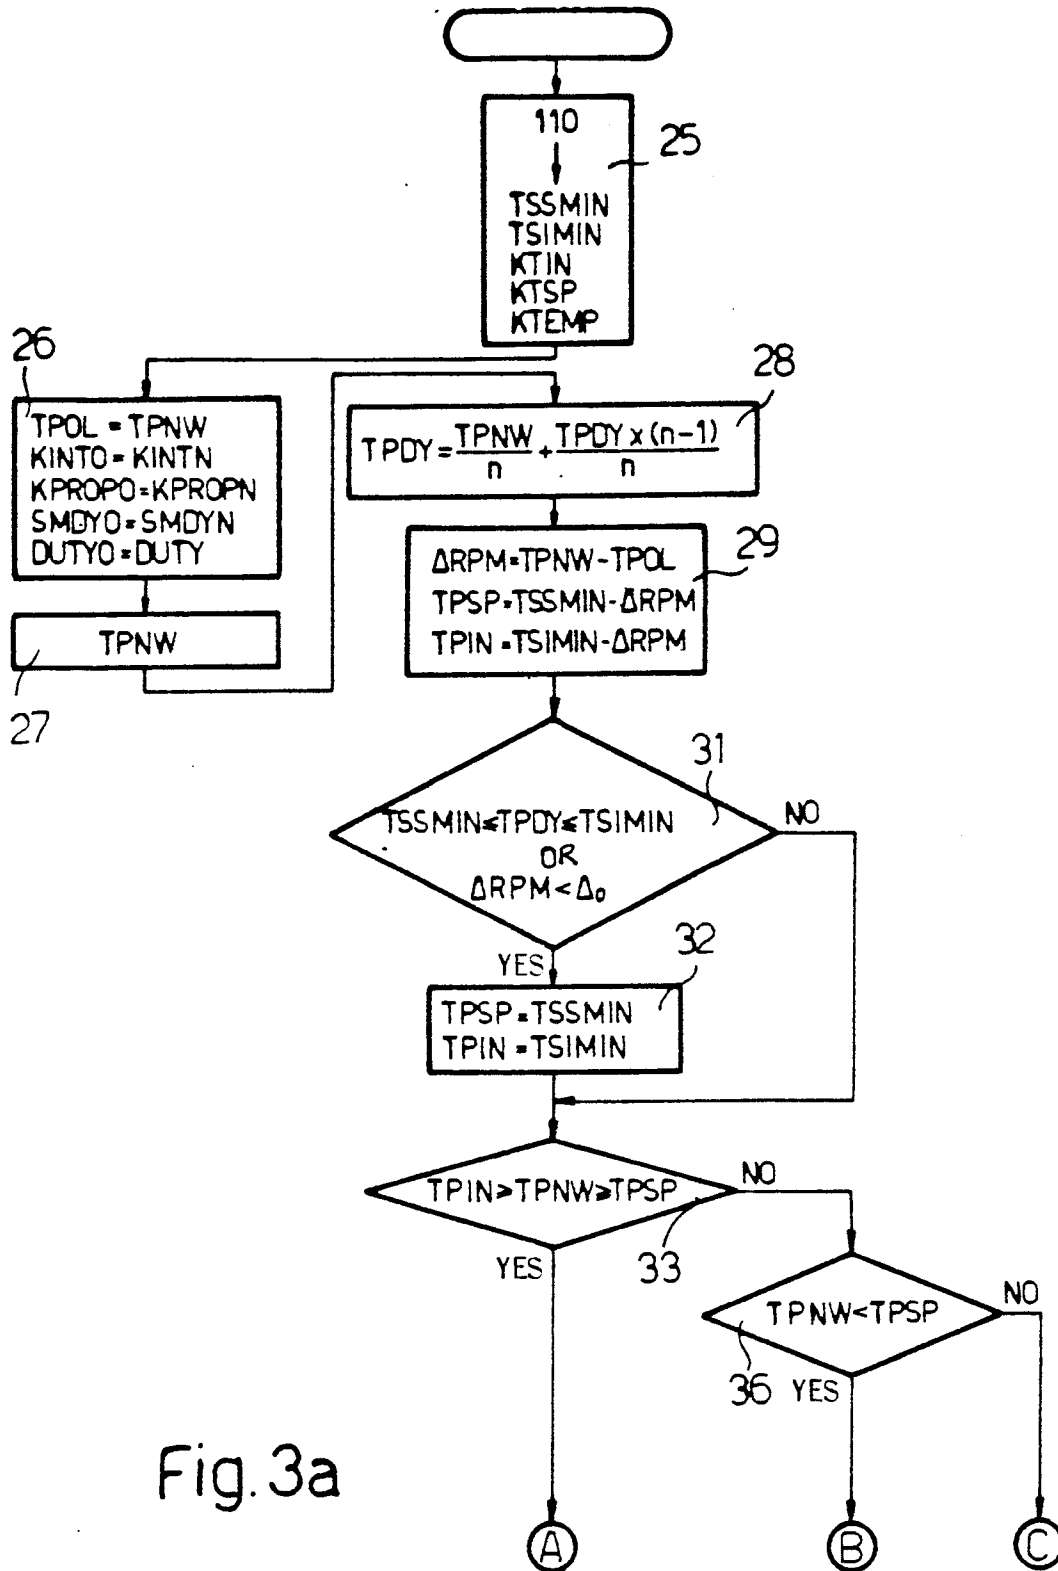 110
25
TSSMIN
TSIMIN
KTIN
KTSP
KTEMP
26
TPOL = TPNW
KINTO = KINTN
KPROPO = KPROPN
SMDYO = SMDYN
DUTYO = DUTY
TPNW
27
28
TPDY = TPNW/n + TPDY x (n-1)/n
29
ΔRPM = TPNW - TPOL
TPSP = TSSMIN - ΔRPM
TPIN = TSIMIN - ΔRPM
31
TSSMIN ≤ TPDY ≤ TSIMIN
OR
ΔRPM < Δ₀
NO
YES
32
TPSP = TSSMIN
TPIN = TSIMIN
TPIN ≥ TPNW ≥ TPSP
NO
33
YES
TPNW < TPSP
NO
36
YES
Fig. 3a
A
B
C